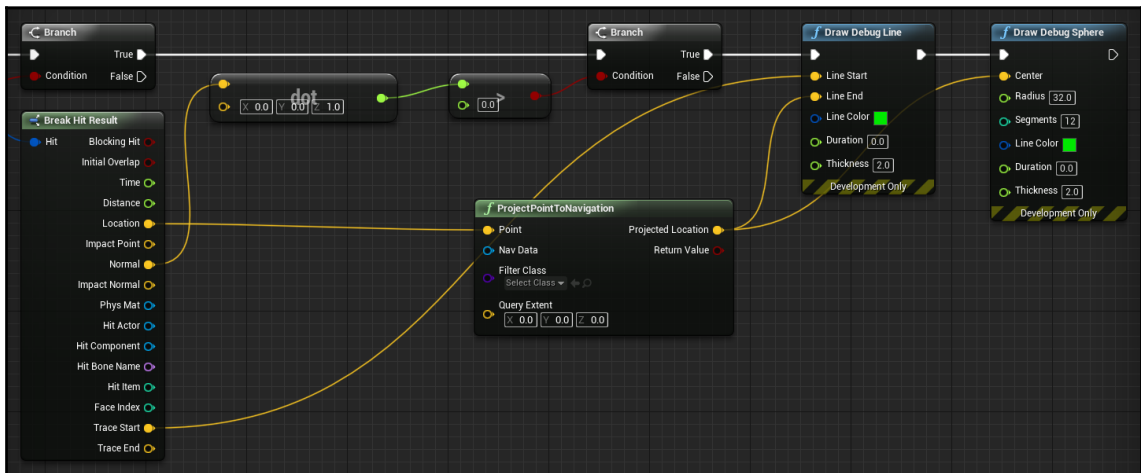 Branch
True
Condition False
Break Hit Result
Hit Blocking Hit
Initial Overlap
Time
Distance
Location
Impact Point
Normal
Impact Normal
Phys Mat
Hit Actor
Hit Component
Hit Bone Name
Hit Item
Face Index
Trace Start
Trace End
dot
X 0.0 Y 0.0 Z 1.0
>
0.0
ProjectPointToNavigation
Point Projected Location
Nav Data Return Value
Filter Class
Select Class
Query Extent
X 0.0 Y 0.0 Z 0.0
Branch
True
Condition False
f Draw Debug Line
Line Start
Line End
Line Color
Duration 0.0
Thickness 2.0
Development Only
f Draw Debug Sphere
Center
Radius 32.0
Segments 12
Line Color
Duration 0.0
Thickness 2.0
Development Only